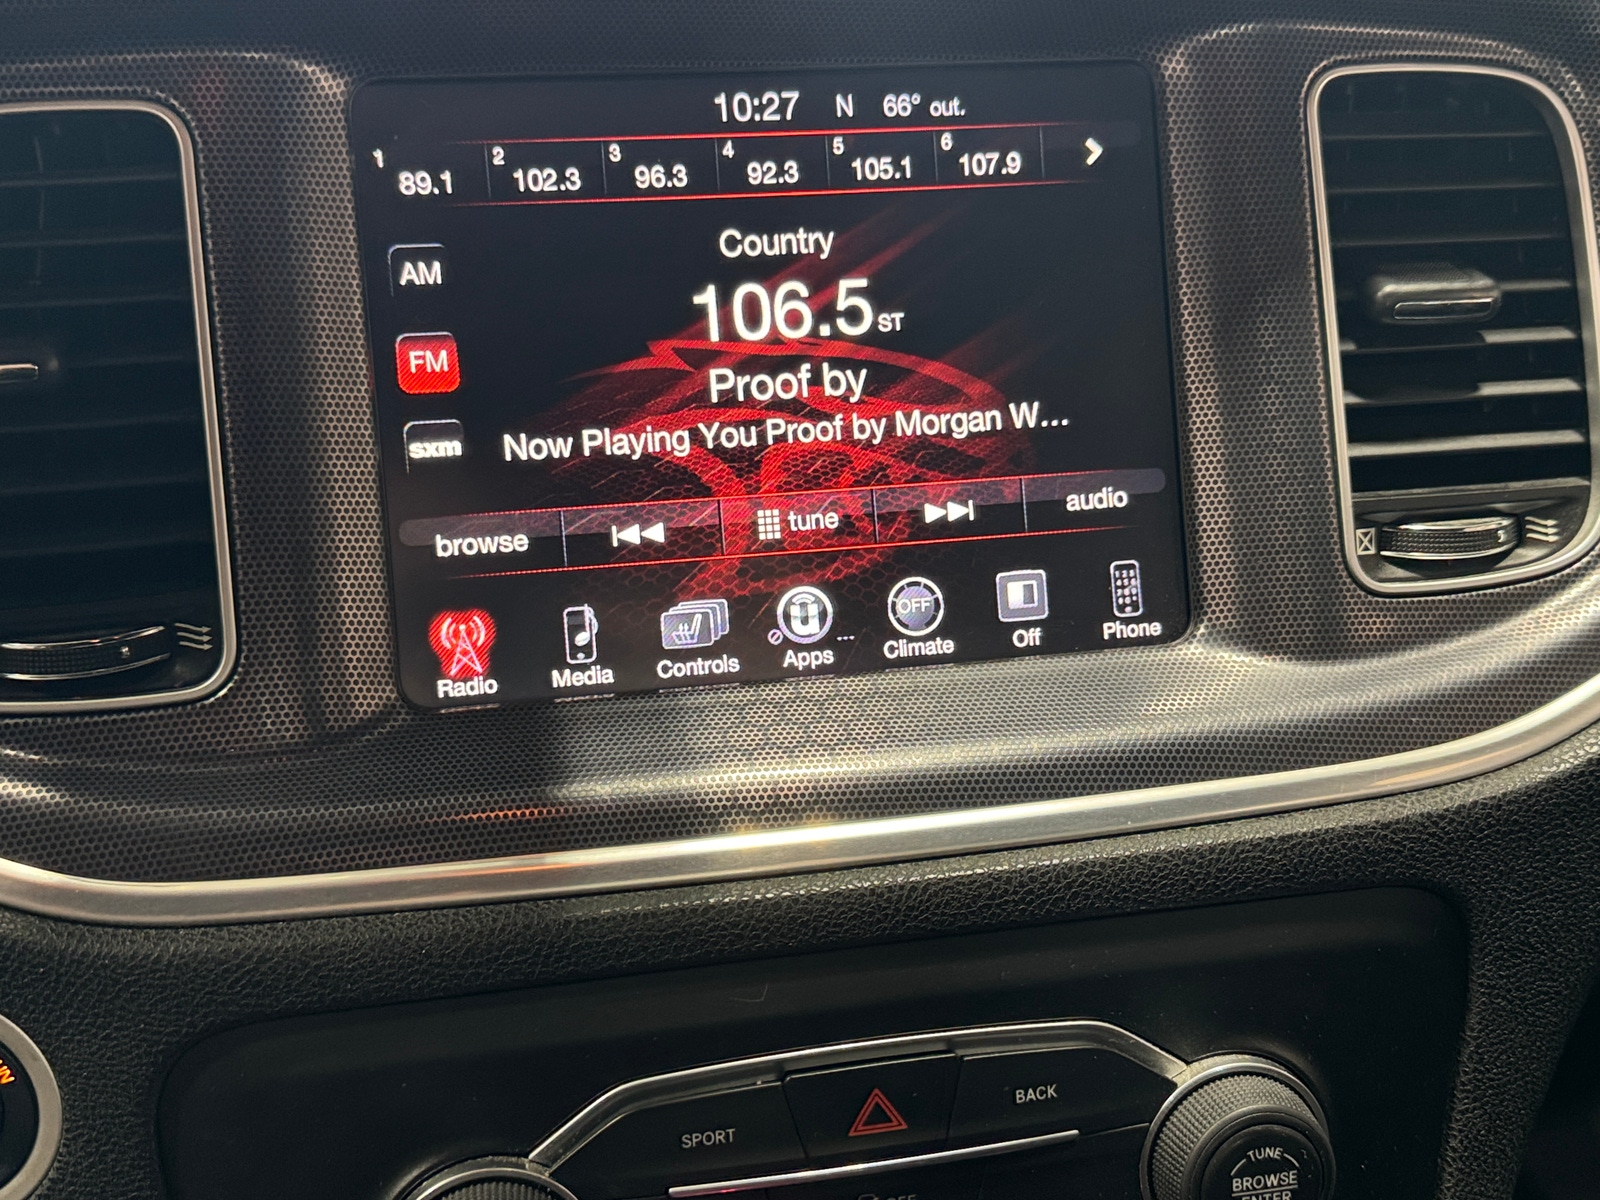 10:27 N 66° out.
1 89.1 2 102.3 3 96.3 4 92.3 5 105.1 6 107.9
Country
AM
106.5 ST
FM
Proof by
sxm
Now Playing You Proof by Morgan W...
browse tune audio
Radio Media Controls Apps OFF Climate Off Phone
SPORT BACK
TUNE
BROWSE